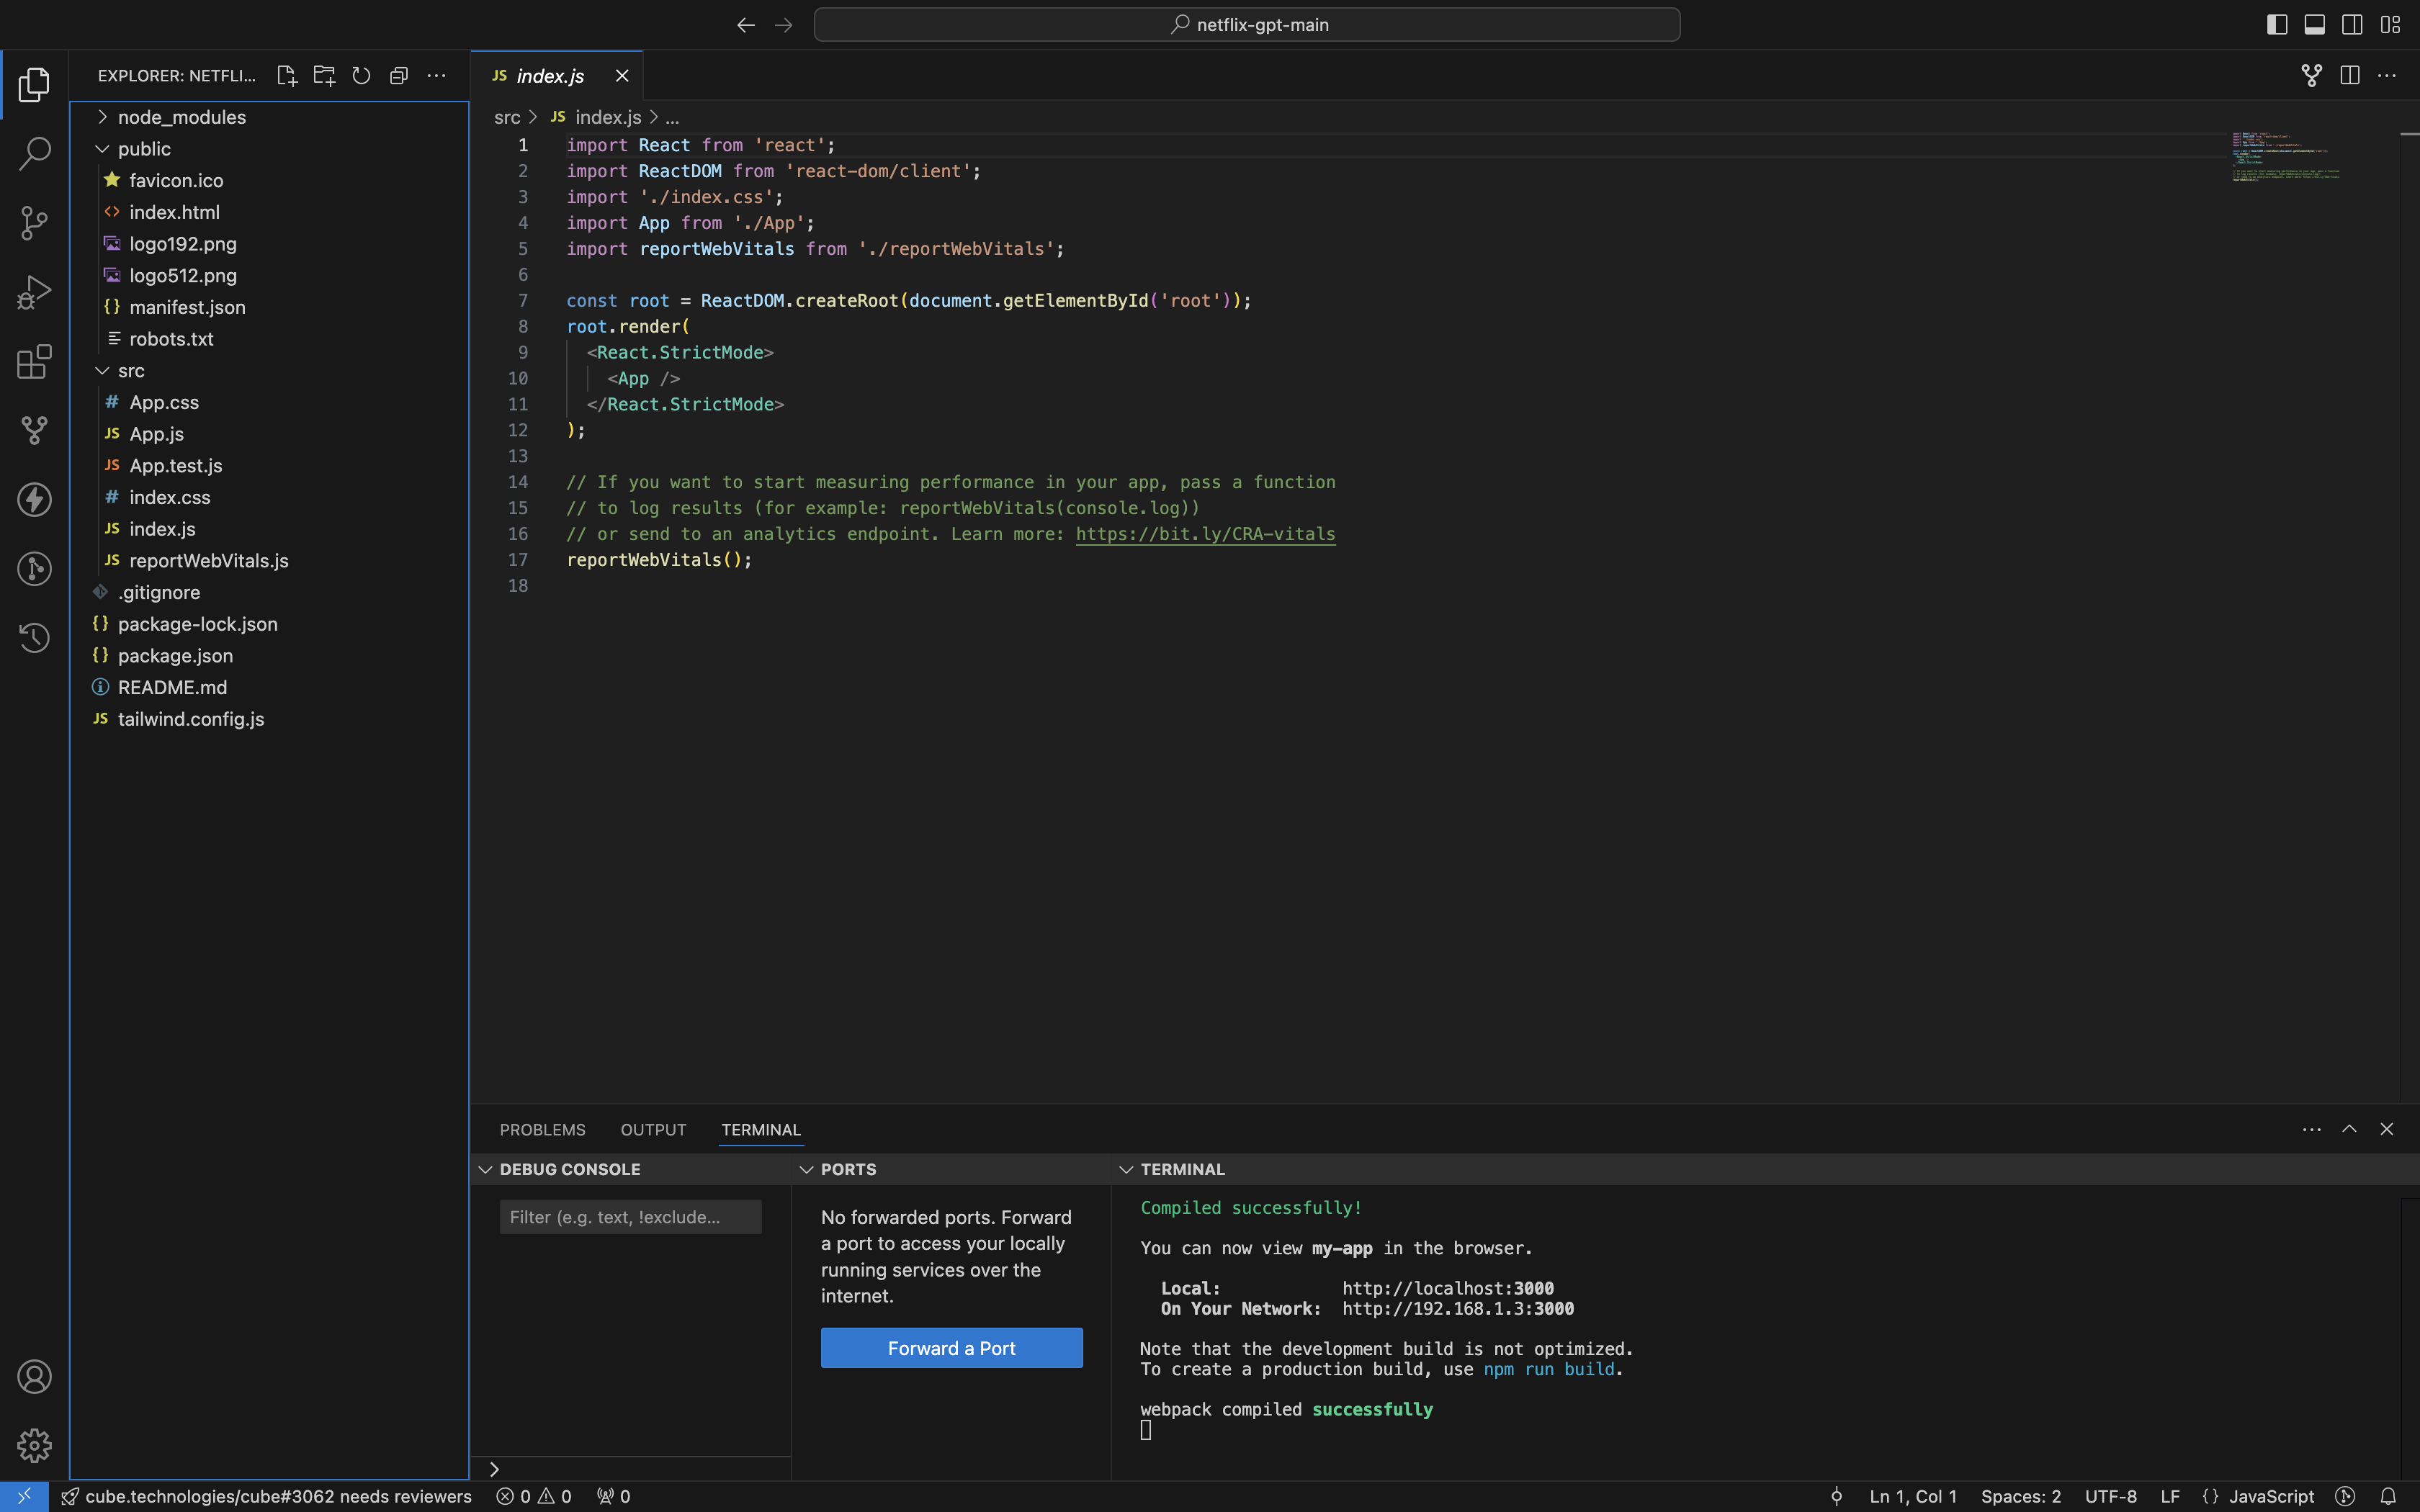 netflix-gpt-main
EXPLORER: NETFLI...
node_modules
public
favicon.ico
index.html
logo192.png
logo512.png
manifest.json
robots.txt
src
App.css
App.js
App.test.js
index.css
index.js
reportWebVitals.js
.gitignore
package-lock.json
package.json
README.md
tailwind.config.js
JS index.js
src > JS index.js > ...
1 import React from 'react';
2 import ReactDOM from 'react-dom/client';
3 import './index.css';
4 import App from './App';
5 import reportWebVitals from './reportWebVitals';
6
7 const root = ReactDOM.createRoot(document.getElementById('root'));
8 root.render(
9 <React.StrictMode>
10 <App />
11 </React.StrictMode>
12 );
13
14 // If you want to start measuring performance in your app, pass a function
15 // to log results (for example: reportWebVitals(console.log))
16 // or send to an analytics endpoint. Learn more: https://bit.ly/CRA-vitals
17 reportWebVitals();
18
PROBLEMS OUTPUT TERMINAL
DEBUG CONSOLE
Filter (e.g. text, !exclude...
PORTS
No forwarded ports. Forward
a port to access your locally
running services over the
internet.
Forward a Port
TERMINAL
Compiled successfully!
You can now view my-app in the browser.
Local: http://localhost:3000
On Your Network: http://192.168.1.3:3000
Note that the development build is not optimized.
To create a production build, use npm run build.
webpack compiled successfully
cube.technologies/cube#3062 needs reviewers 0 0 0 Ln 1, Col 1 Spaces: 2 UTF-8 LF {} JavaScript